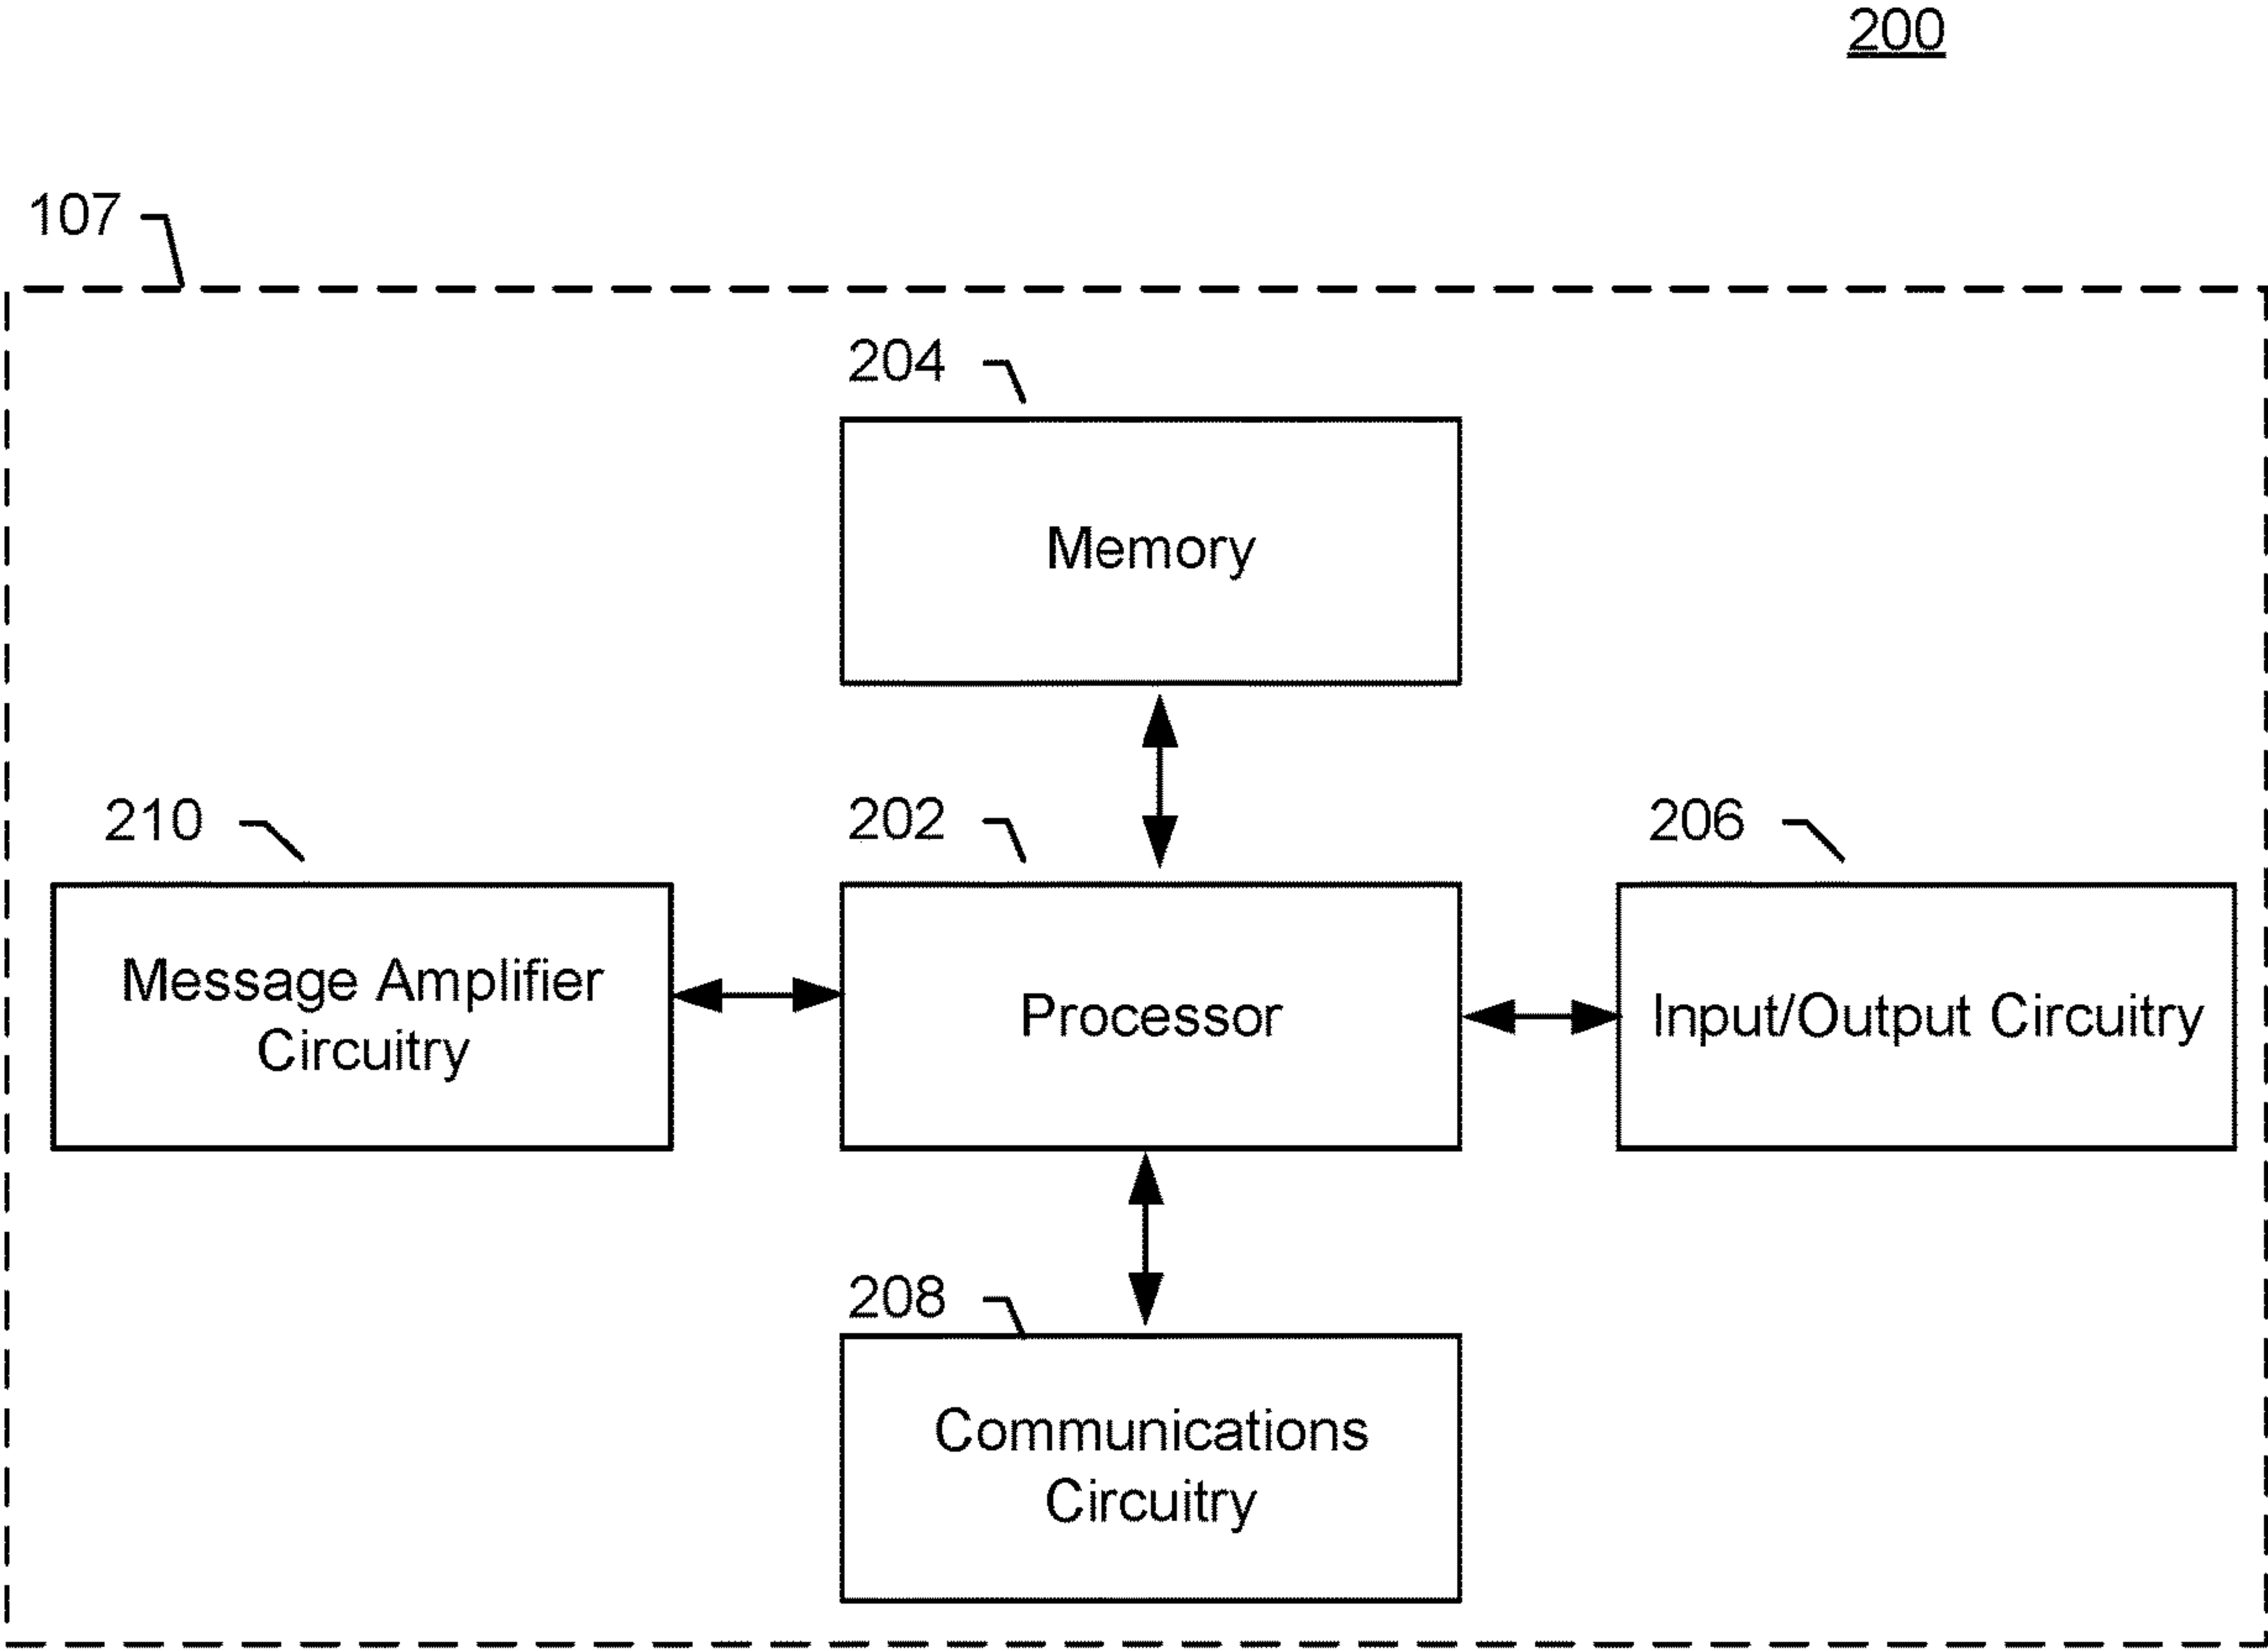 200
107
204
Memory
210
202
206
Message Amplifier
Circuitry
Processor
Input/Output Circuitry
208
Communications
Circuitry